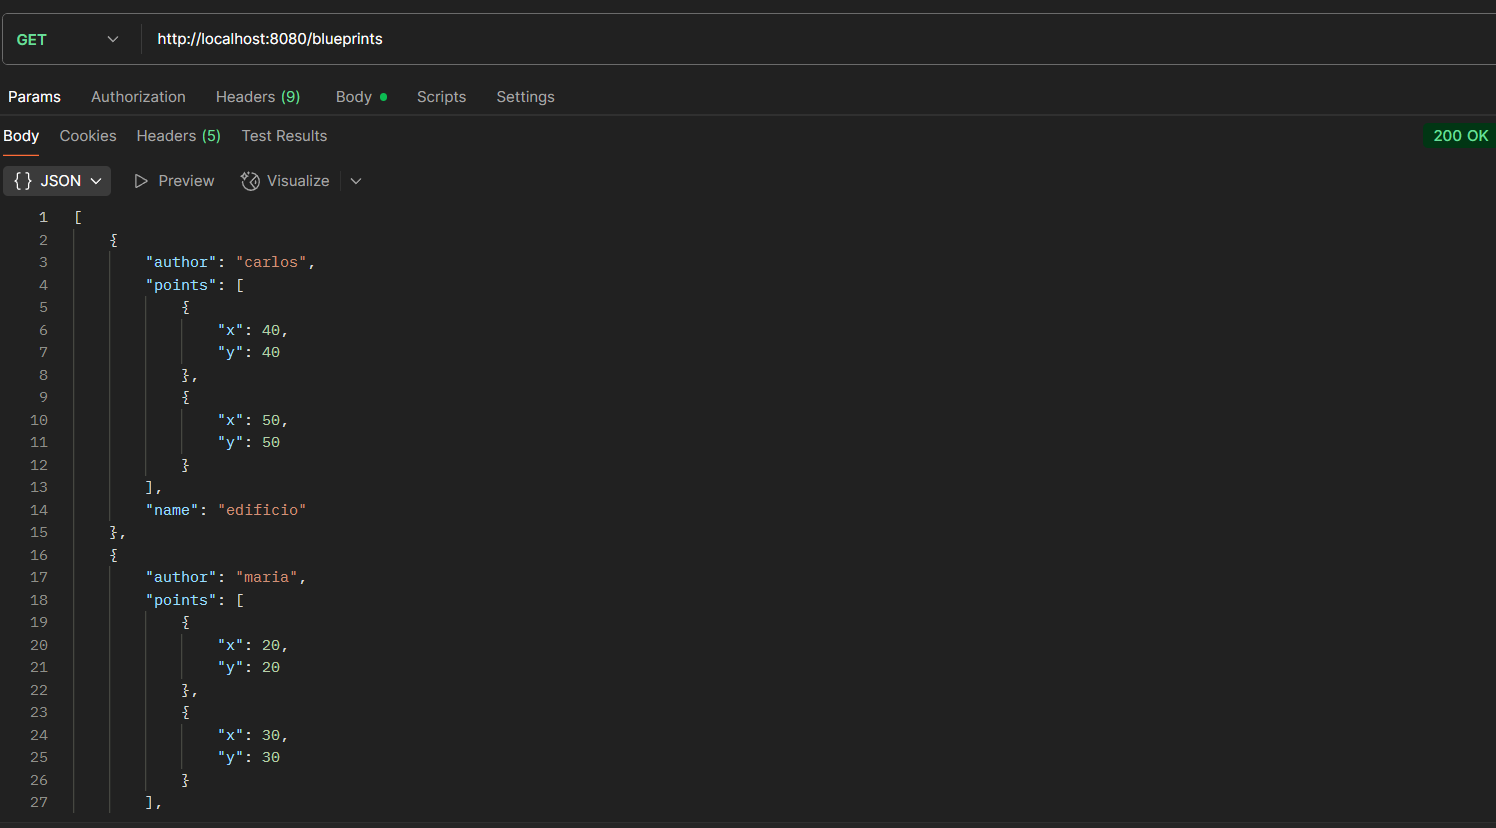 GET http://localhost:8080/blueprints
Params Authorization Headers (9) Body Scripts Settings
Body Cookies Headers (5) Test Results 200 OK
{} JSON Preview Visualize
1 [
2 {
3 "author": "carlos",
4 "points": [
5 {
6 "x": 40,
7 "y": 40
8 },
9 {
10 "x": 50,
11 "y": 50
12 }
13 ],
14 "name": "edificio"
15 },
16 {
17 "author": "maria",
18 "points": [
19 {
20 "x": 20,
21 "y": 20
22 },
23 {
24 "x": 30,
25 "y": 30
26 }
27 ],